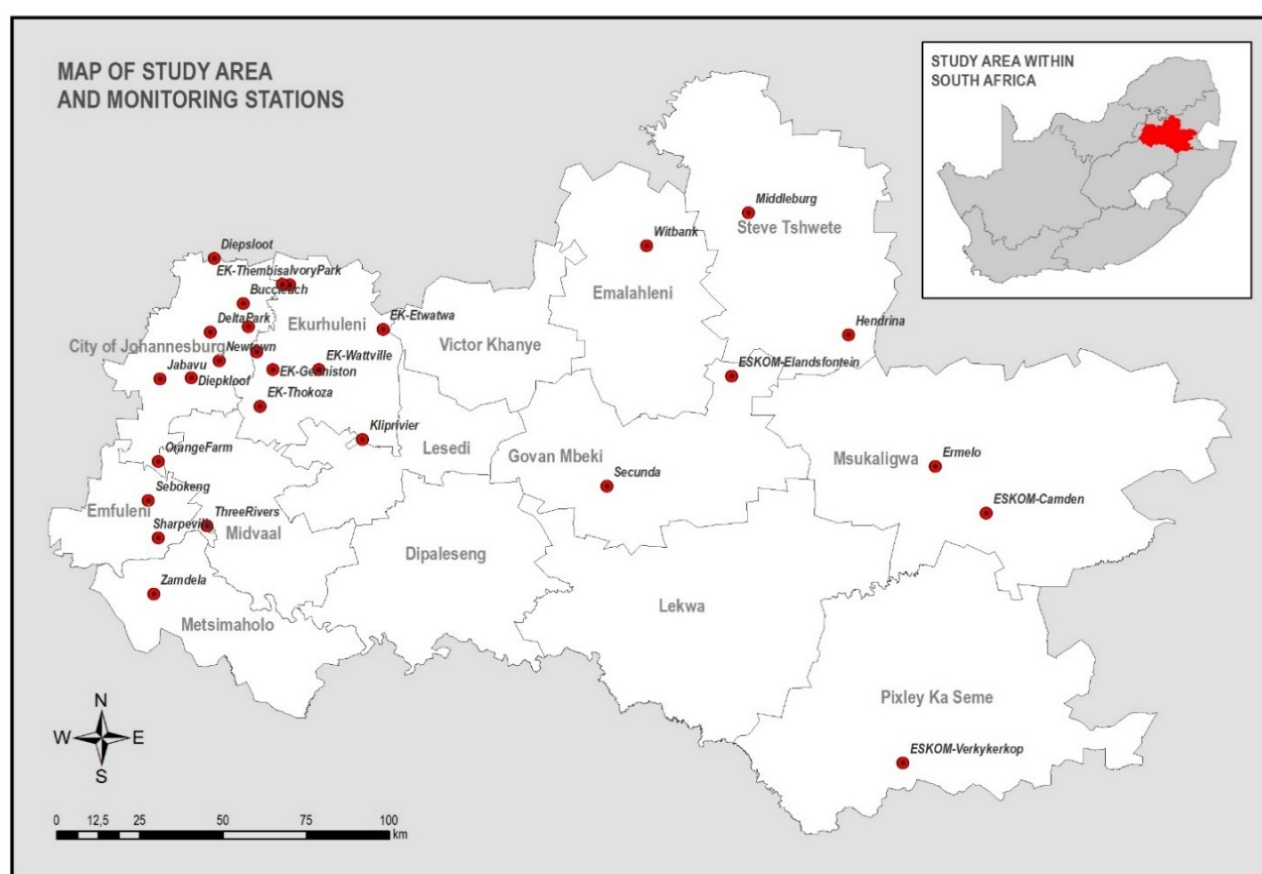 MAP OF STUDY AREA
AND MONITORING STATIONS
STUDY AREA WITHIN
SOUTH AFRICA
Middleburg
Steve Tshwete
Witbank
Diepsloot
EK-ThembisaIvoryPark
Buccleuch
Emalahleni
DeltaPark
Ekurhuleni
EK-Etwatwa
Hendrina
City of Johannesburg
Newtown
Victor Khanye
EK-Wattville
ESKOM-Elandsfontein
Jabavu
EK-Germiston
Diepkloof
EK-Thokoza
Kliprivier
Lesedi
Govan Mbeki
Msukaligwa
OrangeFarm
Ermelo
Secunda
Sebokeng
ESKOM-Camden
Emfuleni
Sharpeville
ThreeRivers
Midvaal
Dipaleseng
Zamdela
Lekwa
Metsimaholo
Pixley Ka Seme
N
W
E
S
ESKOM-Verkykerkop
0 12,5 25 50 75 100
km